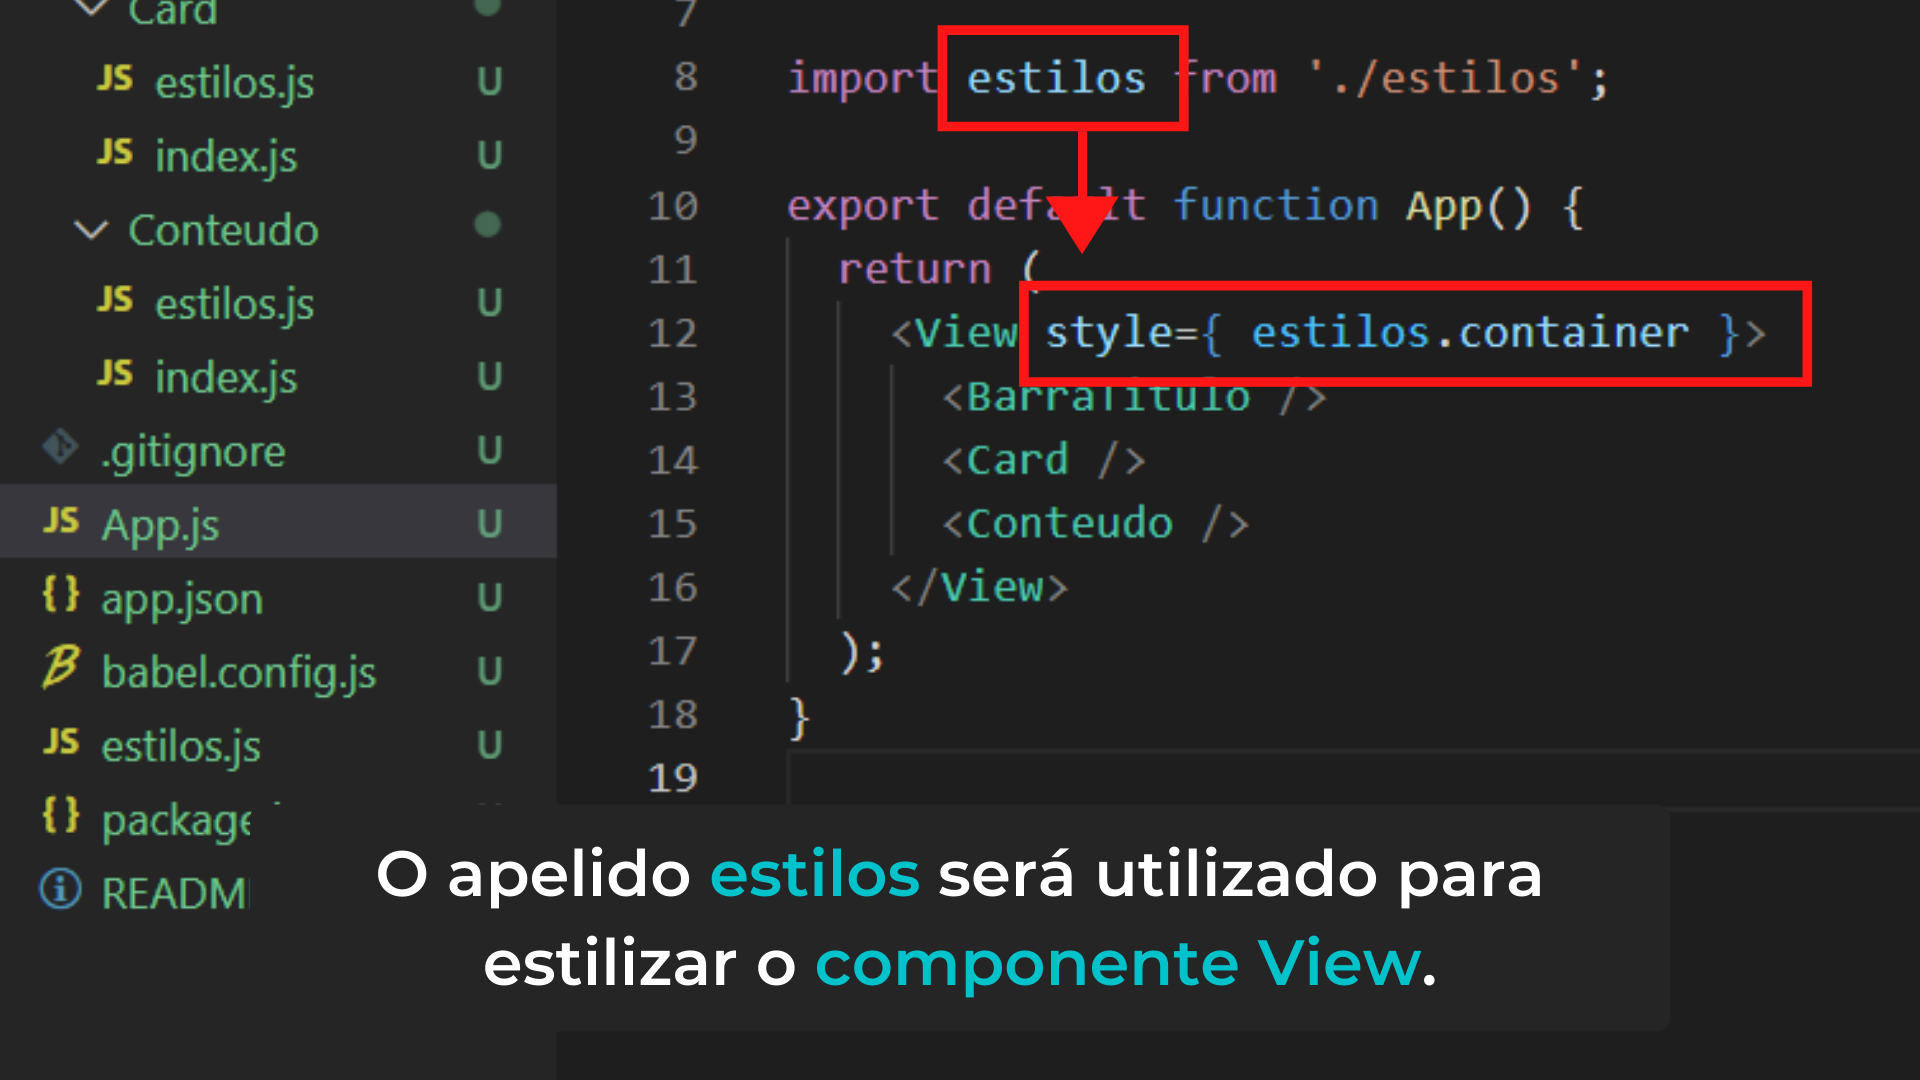 Card
JS estilos.js U
JS index.js U
Conteudo
JS estilos.js U
JS index.js U
.gitignore U
JS App.js U
{} app.json U
B babel.config.js U
JS estilos.js U
{} package
README
7
8 import estilos from './estilos';
9
10 export default function App() {
11 return (
12 <View style={ estilos.container }>
13 <BarraTitulo />
14 <Card />
15 <Conteudo />
16 </View>
17 );
18 }
19
O apelido estilos será utilizado para
estilizar o componente View.